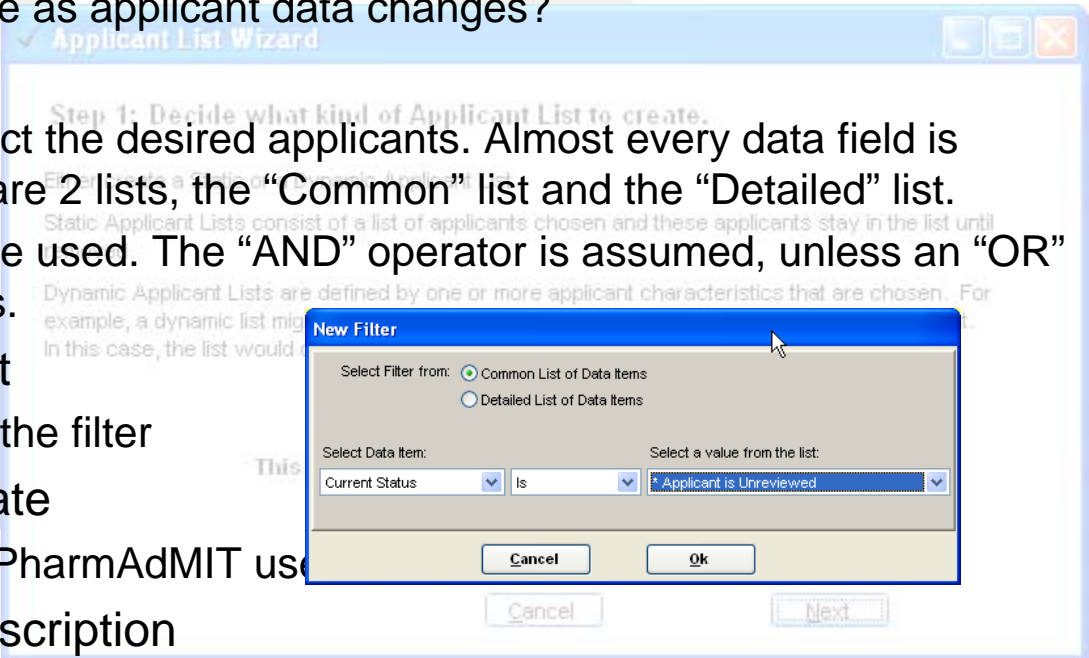 e as applicant data changes?
Applicant List Wizard
Step 1: Decide what kind of Applicant List to create.
ct the desired applicants. Almost every data field is
are 2 lists, the “Common” list and the “Detailed” list.
Static Applicant Lists consist of a list of applicants chosen and these applicants stay in the list until
e used. The “AND” operator is assumed, unless an “OR”
Dynamic Applicant Lists are defined by one or more applicant characteristics that are chosen. For
s.
example, a dynamic list mig
In this case, the list would
New Filter
Select Filter from: Common List of Data Items
Detailed List of Data Items
t
the filter
Select Data Item: Select a value from the list:
This
Current Status Is * Applicant is Unreviewed
ate
PharmAdMIT use
Cancel Ok
Cancel Next
scription